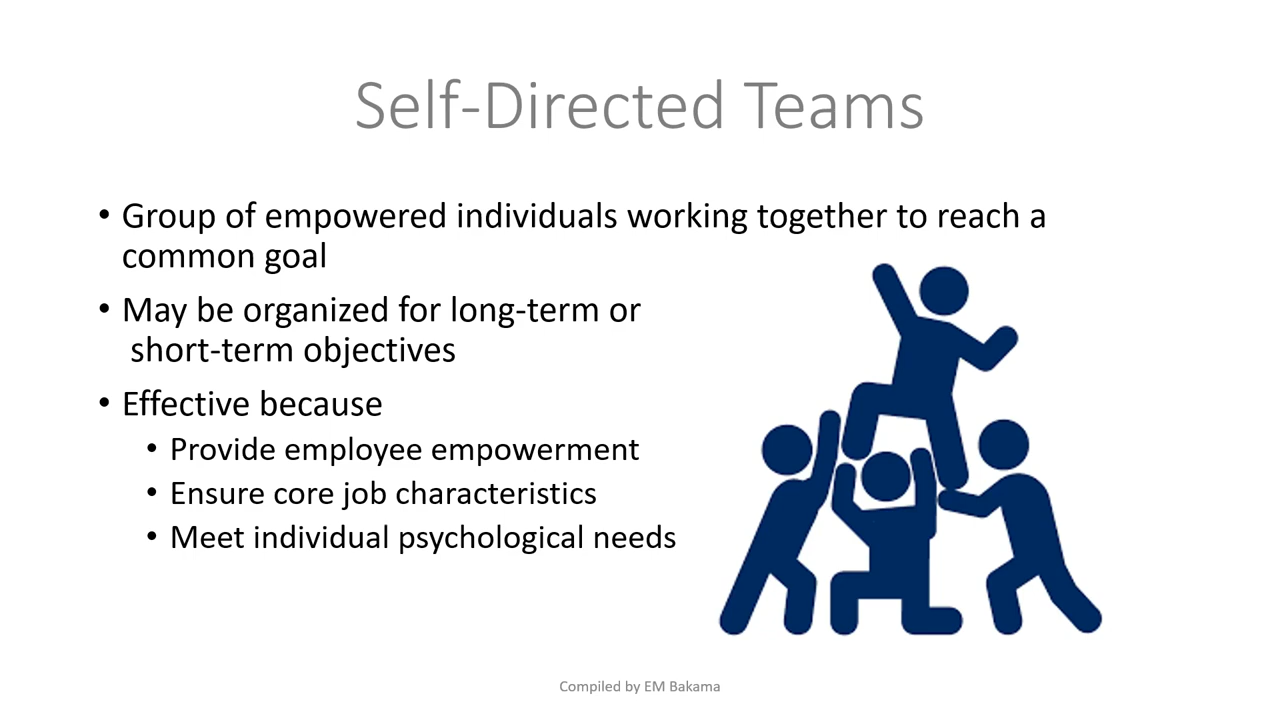 Self-Directed Teams
• Group of empowered individuals working together to reach a
common goal
• May be organized for long-term or
short-term objectives
• Effective because
• Provide employee empowerment
• Ensure core job characteristics
• Meet individual psychological needs
Compiled by EM Bakama